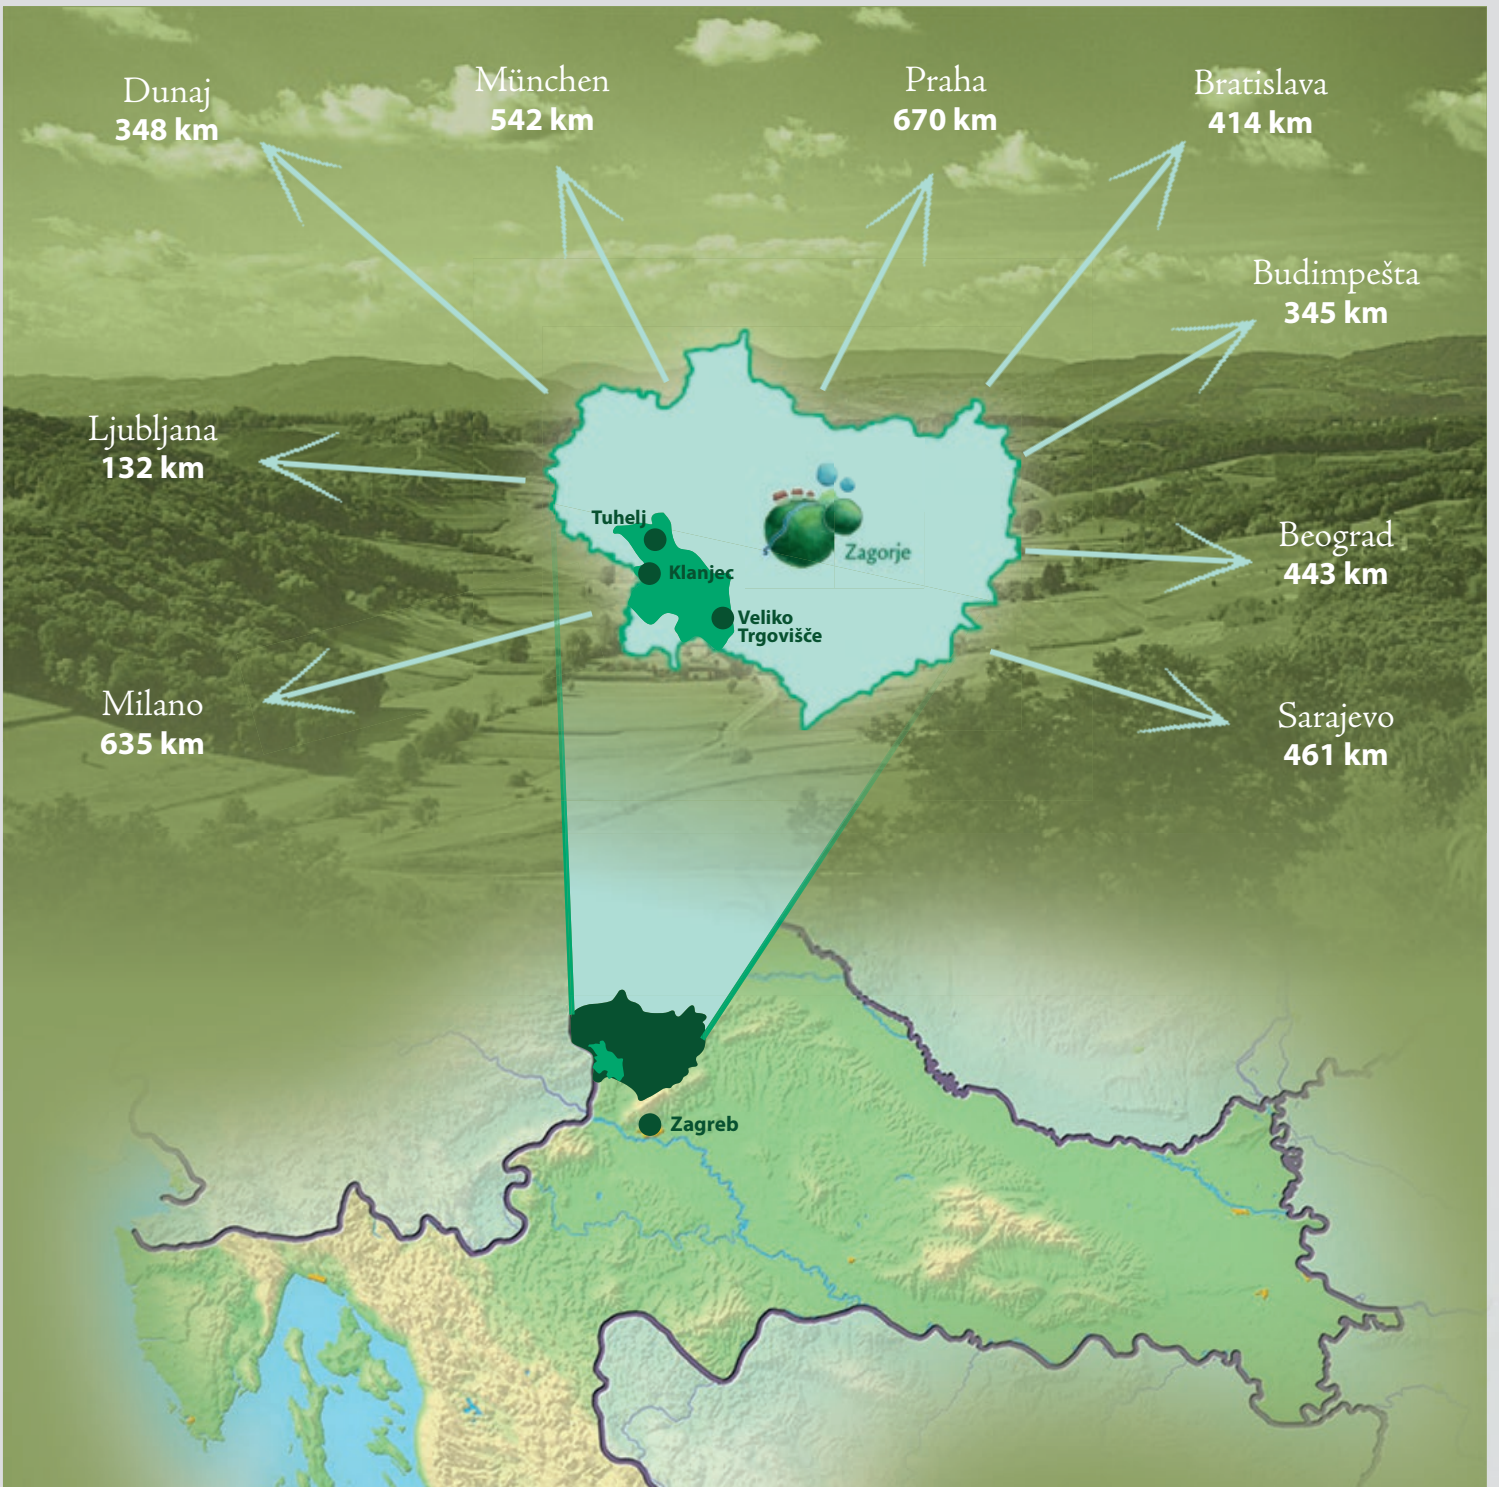 Dunaj
348 km
München
542 km
Praha
670 km
Bratislava
414 km
Budimpešta
345 km
Ljubljana
132 km
Tuhelj
Zagorje
Klanjec
Beograd
443 km
Veliko
Trgovišče
Milano
635 km
Sarajevo
461 km
Zagreb